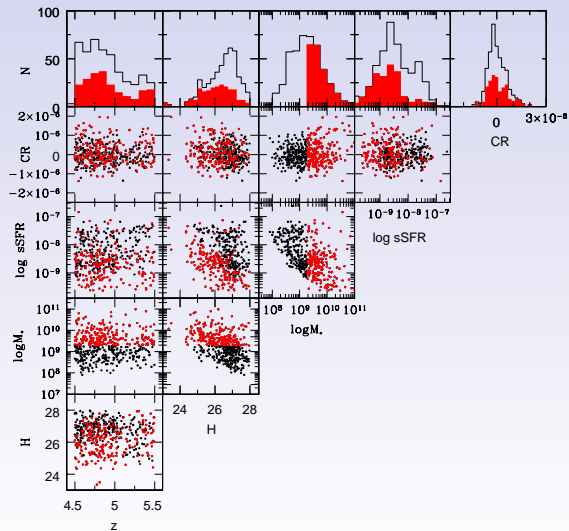 100
N
50
0
0 3×10⁻⁶
CR
2×10⁻⁶
CR
10⁻⁶
0
−1×10⁻⁶
−2×10⁻⁶
10⁻⁹ 10⁻⁸ 10⁻⁷
log sSFR
log sSFR
10⁻⁷
10⁻⁸
10⁻⁹
10⁸ 10⁹ 10¹⁰ 10¹¹
logM*
logM*
10¹¹
10¹⁰
10⁹
10⁸
10⁷
24 26 28
H
H
28
26
24
4.5 5 5.5
z